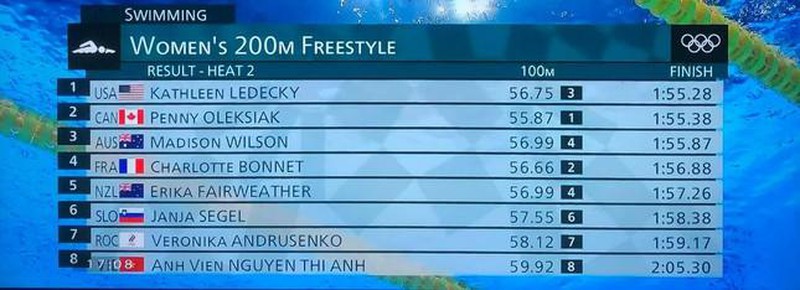 SWIMMING
WOMEN'S 200M FREESTYLE
RESULT - HEAT 2 100M FINISH
1 USA KATHLEEN LEDECKY 56.75 3 1:55.28
2 CAN PENNY OLEKSIAK 55.87 1 1:55.38
3 AUS MADISON WILSON 56.99 4 1:55.87
4 FRA CHARLOTTE BONNET 56.66 2 1:56.88
5 NZL ERIKA FAIRWEATHER 56.99 4 1:57.26
6 SLO JANJA SEGEL 57.55 6 1:58.38
7 ROC VERONIKA ANDRUSENKO 58.12 7 1:59.17
8 17:08 ANH VIEN NGUYEN THI ANH 59.92 8 2:05.30